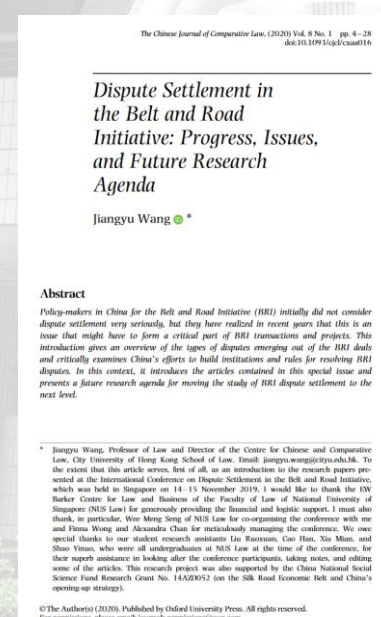 The Chinese Journal of Comparative Law, (2020) Vol. 8 No. 1 pp. 4–28
doi:10.1093/cjcl/cxaa016
Dispute Settlement in
the Belt and Road
Initiative: Progress, Issues,
and Future Research
Agenda
Jiangyu Wang *
Abstract
Policy-makers in China for the Belt and Road Initiative (BRI) initially did not consider
dispute settlement very seriously, but they have realized in recent years that this is an
issue that might have to form a critical part of BRI transactions and projects. This
introduction gives an overview of the types of disputes emerging out of the BRI deals
and critically examines China's efforts to build institutions and rules for resolving BRI
disputes. In this context, it introduces the articles contained in this special issue and
presents a future research agenda for moving the study of BRI dispute settlement to the
next level.
* Jiangyu Wang, Professor of Law and Director of the Centre for Chinese and Comparative
Law, City University of Hong Kong School of Law. Email: jiangyu.wang@cityu.edu.hk. To
the extent that this article serves, first of all, as an introduction to the research papers pre-
sented at the International Conference on Dispute Settlement in the Belt and Road Initiative,
which was held in Singapore on 14–15 November 2019, I would like to thank the EW
Barker Centre for Law and Business of the Faculty of Law of National University of
Singapore (NUS Law) for generously providing the financial and logistic support. I must also
thank, in particular, Wee Meng Seng of NUS Law for co-organising the conference with me
and Finna Wong and Alexandra Chan for meticulously managing the conference. We owe
special thanks to our student research assistants Liu Ruoxuan, Cao Han, Xia Mian, and
Shao Yimao, who were all undergraduates at NUS Law at the time of the conference, for
their superb assistance in looking after the conference participants, taking notes, and editing
some of the articles. This research project was also supported by the China National Social
Science Fund Research Grant No. 14AZD052 (on the Silk Road Economic Belt and China's
opening-up strategy).
© The Author(s) (2020). Published by Oxford University Press. All rights reserved.